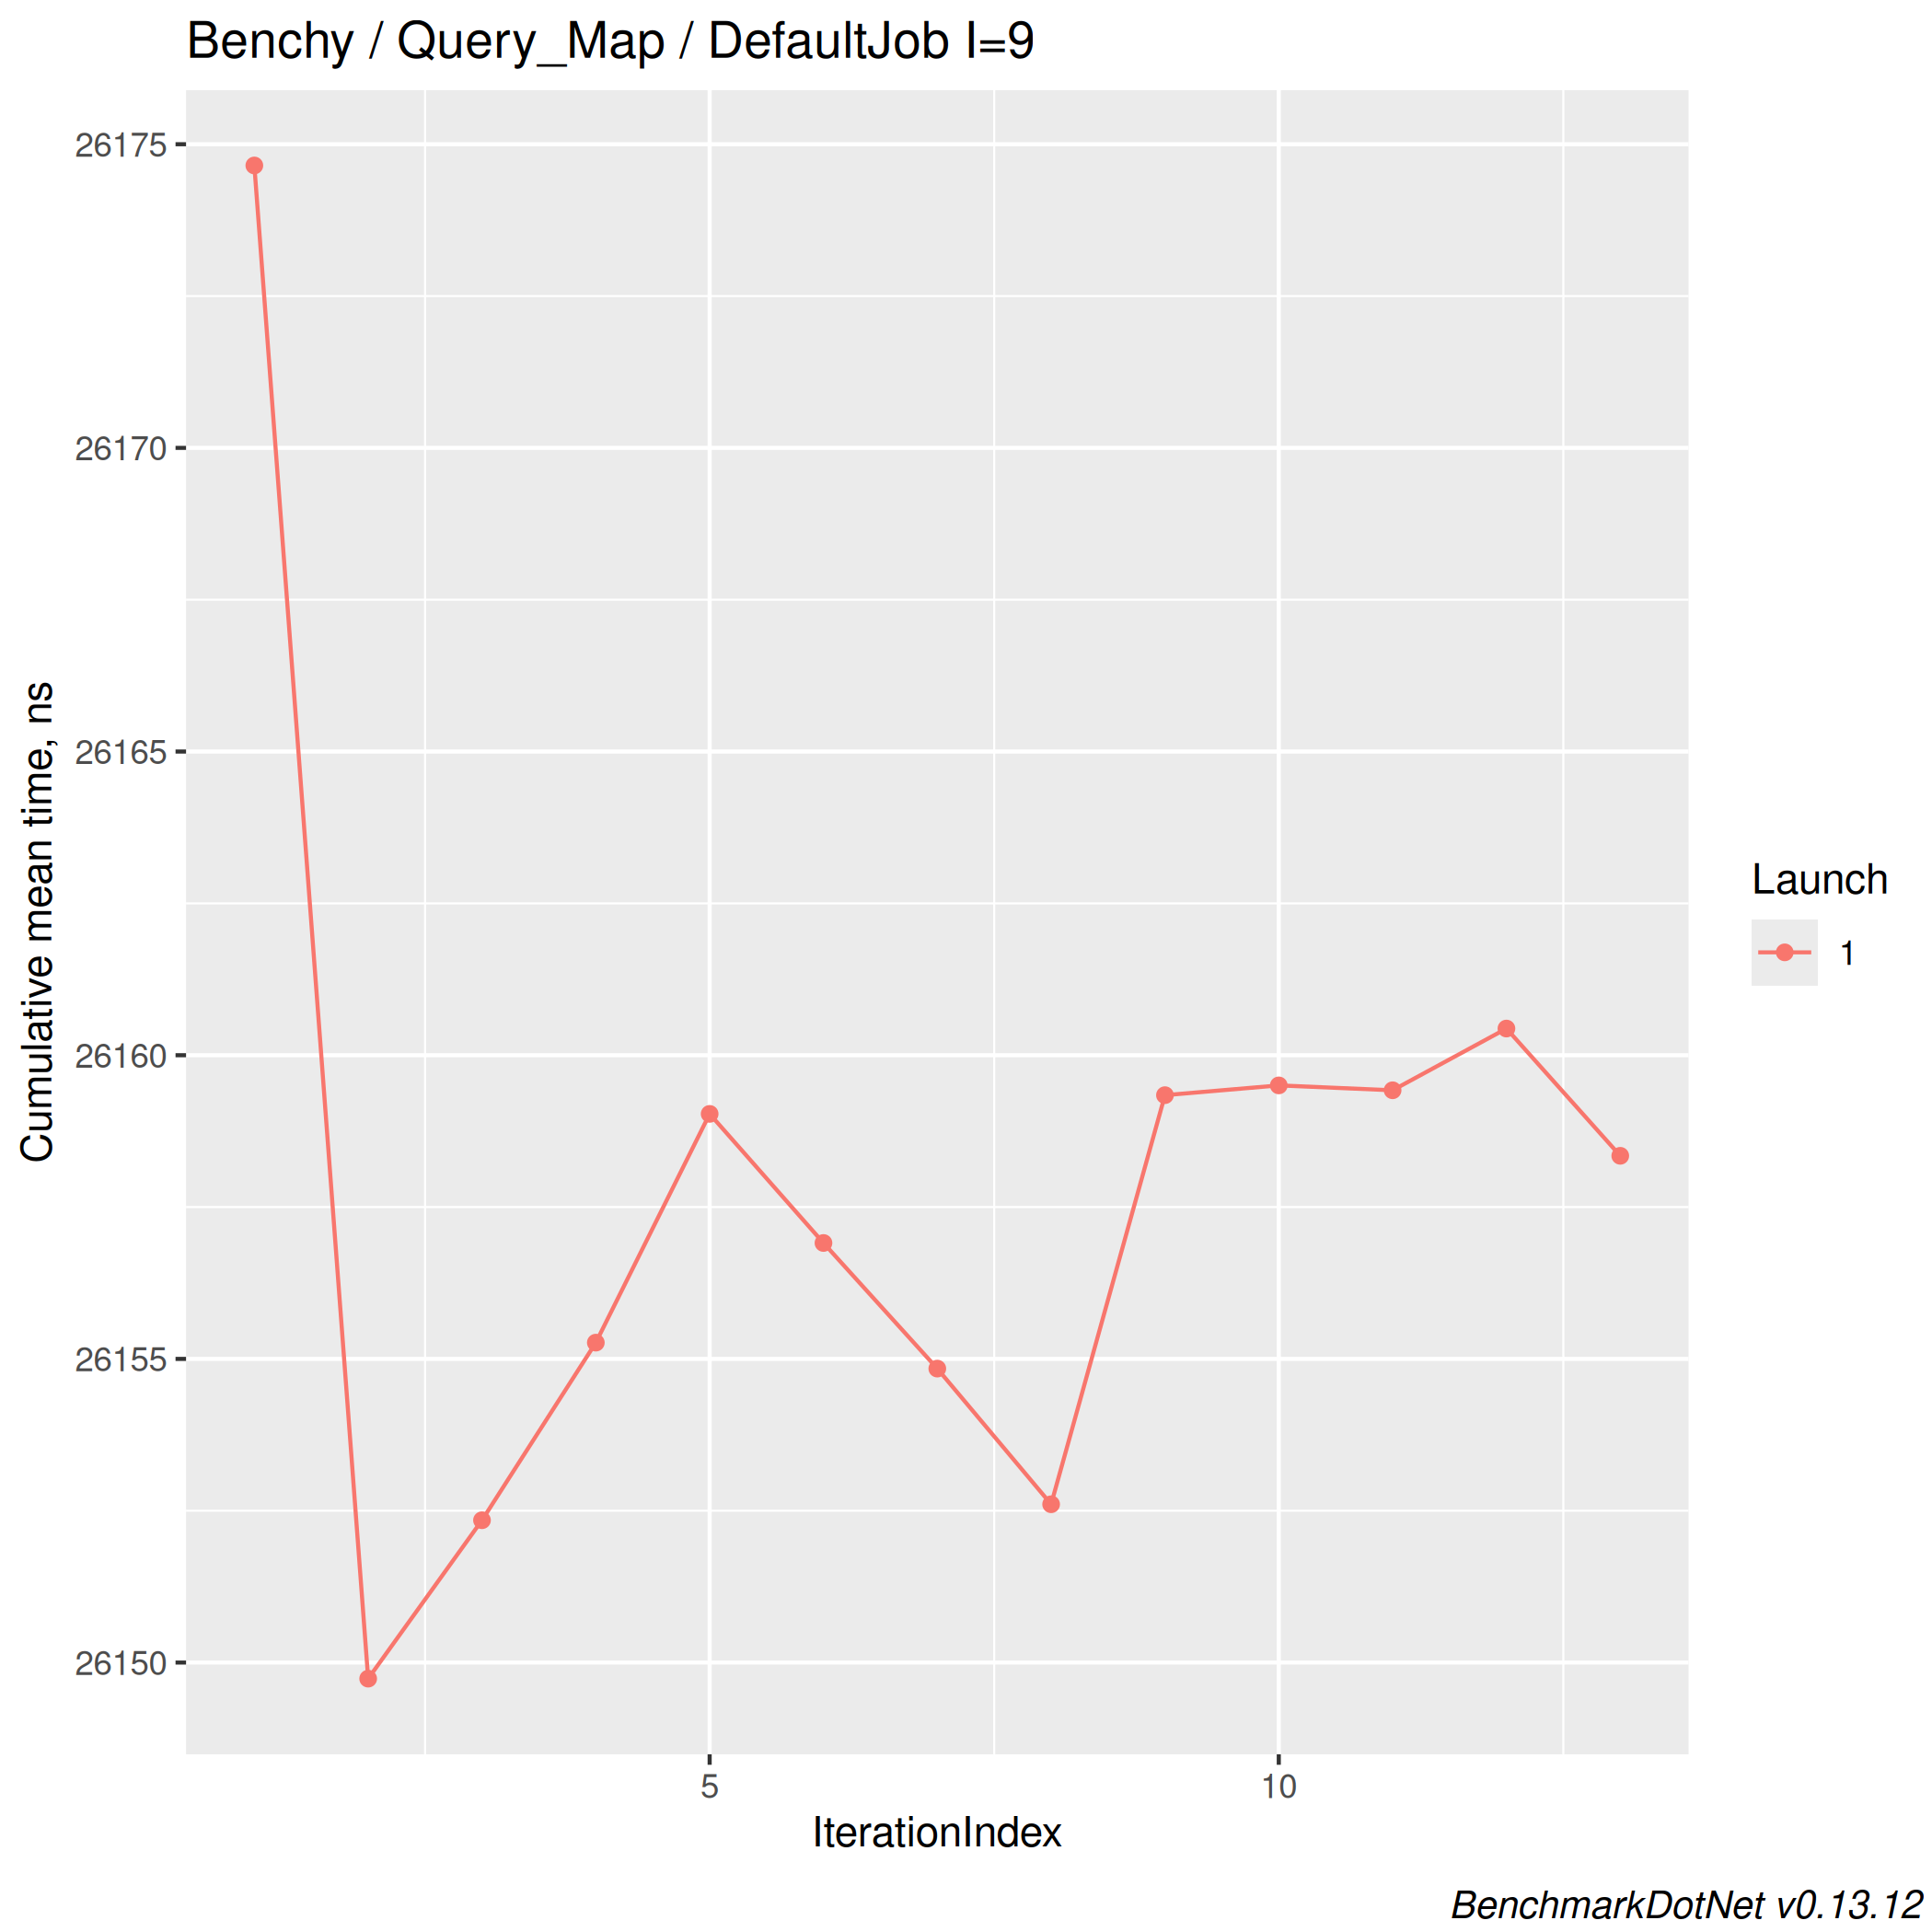 Benchy / Query_Map / DefaultJob I=9
Cumulative mean time, ns
26175
26170
26165
26160
26155
26150
5
10
IterationIndex
Launch
1
BenchmarkDotNet v0.13.12